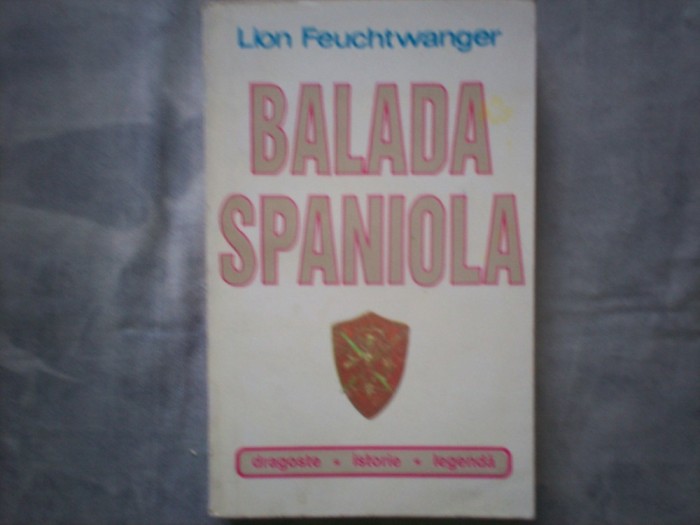 Lion Feuchtwanger
BALADA
SPANIOLA
dragoste • istorie • legendă